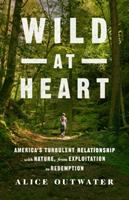 WILD
AT
HEART
AMERICA'S TURBULENT RELATIONSHIP
with NATURE, from EXPLOITATION
to REDEMPTION
ALICE OUTWATER